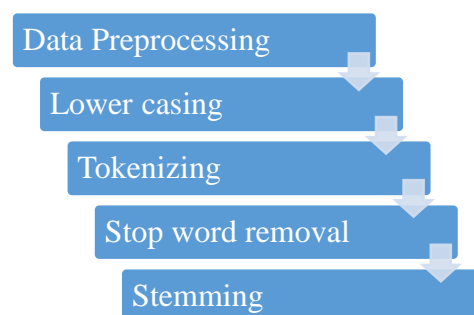 Data Preprocessing
Lower casing
Tokenizing
Stop word removal
Stemming